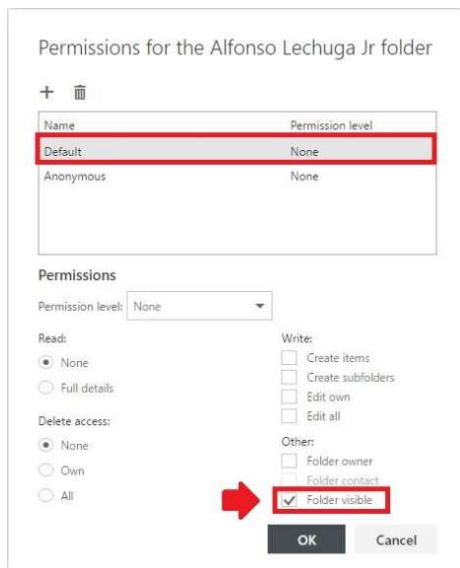 Permissions for the Alfonso Lechuga Jr folder
Name Permission level
Default None
Anonymous None
Permissions
Permission level: None
Read:
None
Full details
Delete access:
None
Own
All
Write:
Create items
Create subfolders
Edit own
Edit all
Other:
Folder owner
Folder contact
Folder visible
OK Cancel